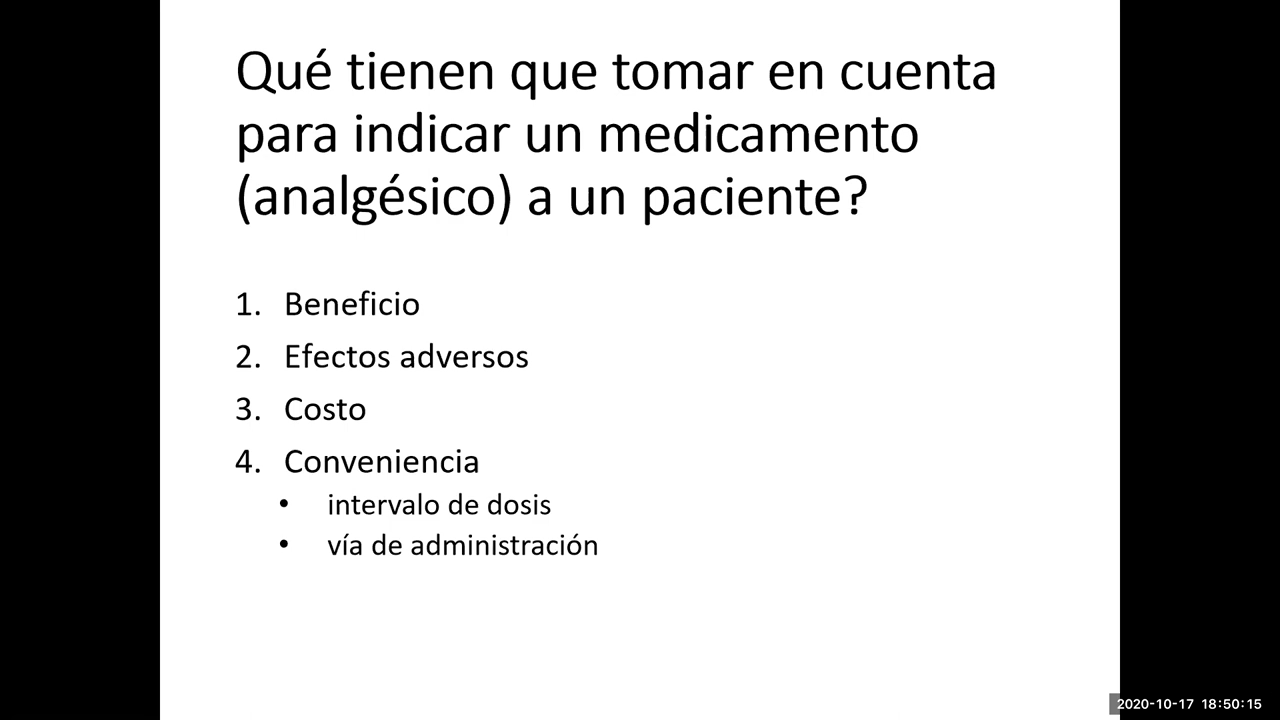 Qué tienen que tomar en cuenta
para indicar un medicamento
(analgésico) a un paciente?
1. Beneficio
2. Efectos adversos
3. Costo
4. Conveniencia
• intervalo de dosis
• vía de administración
2020-10-17 18:50:15